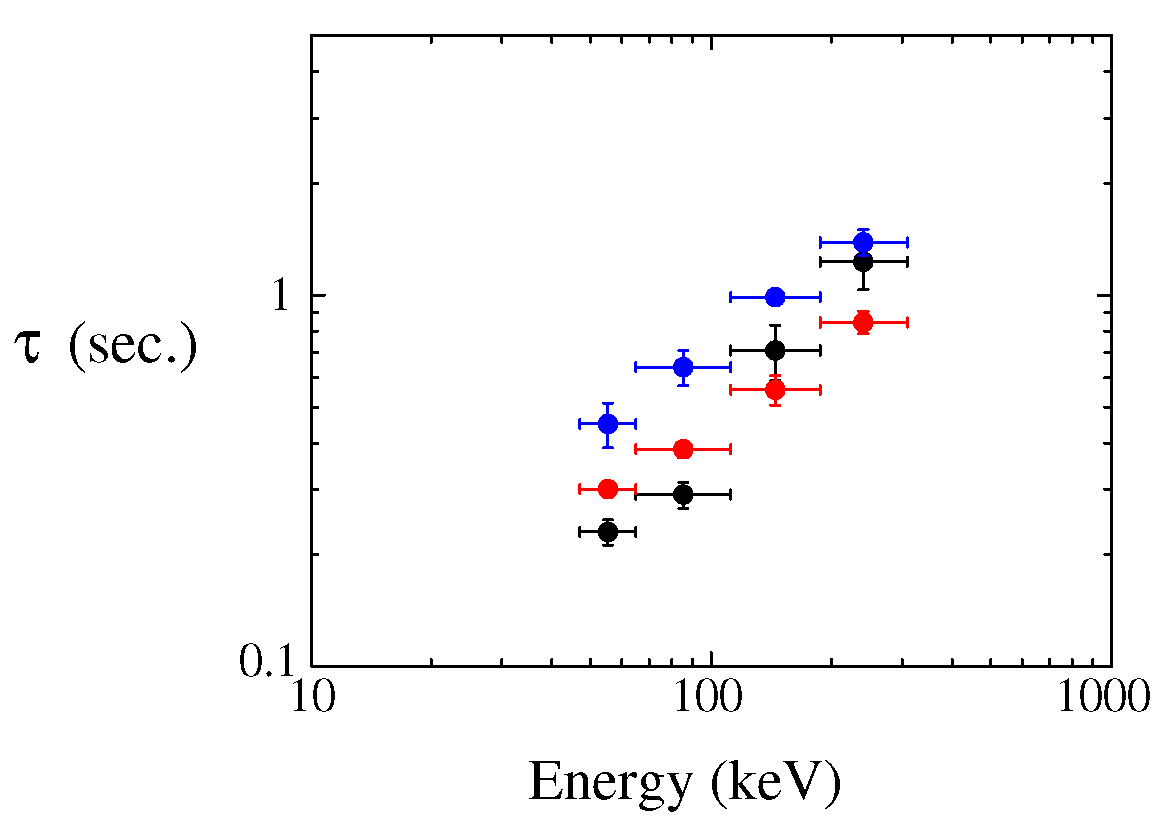 1
τ (sec.)
0.1
10 100 1000
Energy (keV)